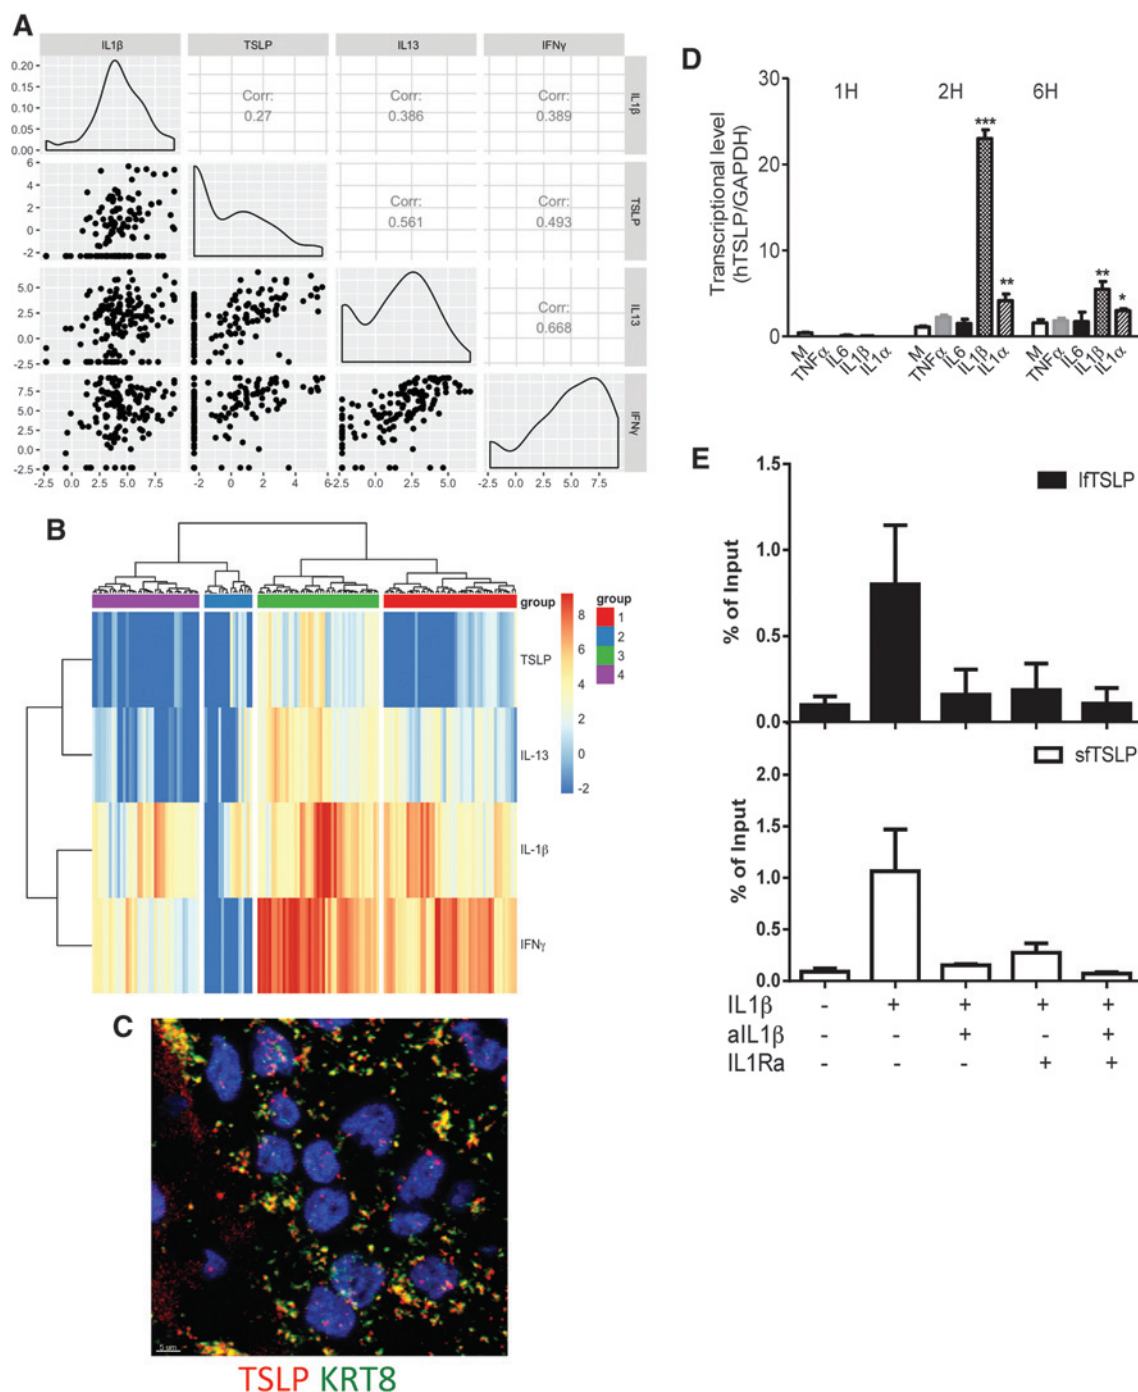 A
IL1β TSLP IL13 IFNγ
0.20
0.15
0.10
0.05
0.00
Corr:
0.27
Corr:
0.386
Corr:
0.389
IL1β
6
4
2
0
-2
Corr:
0.561
Corr:
0.493
TSLP
5.0
2.5
0.0
-2.5
Corr:
0.668
IL13
7.5
5.0
2.5
0.0
-2.5
IFNγ
-2.5 0.0 2.5 5.0 7.5 -2 0 2 4 6 -2.5 0.0 2.5 5.0 -2.5 0.0 2.5 5.0 7.5
B
group
TSLP
IL-13
IL-1β
IFNγ
8
6
4
2
0
-2
group
1
2
3
4
C
5 um
TSLP KRT8
D
Transcriptional level
(hTSLP/GAPDH)
30
20
10
0
1H 2H 6H
***
**
**
*
M TNFα IL6 IL1β IL1α M TNFα IL6 IL1β IL1α M TNFα IL6 IL1β IL1α
E
% of Input
1.5
1.0
0.5
0.0
lfTSLP
% of Input
2.0
1.5
1.0
0.5
0.0
sfTSLP
IL1β - + + + +
aIL1β - - + - +
IL1Ra - - - + +